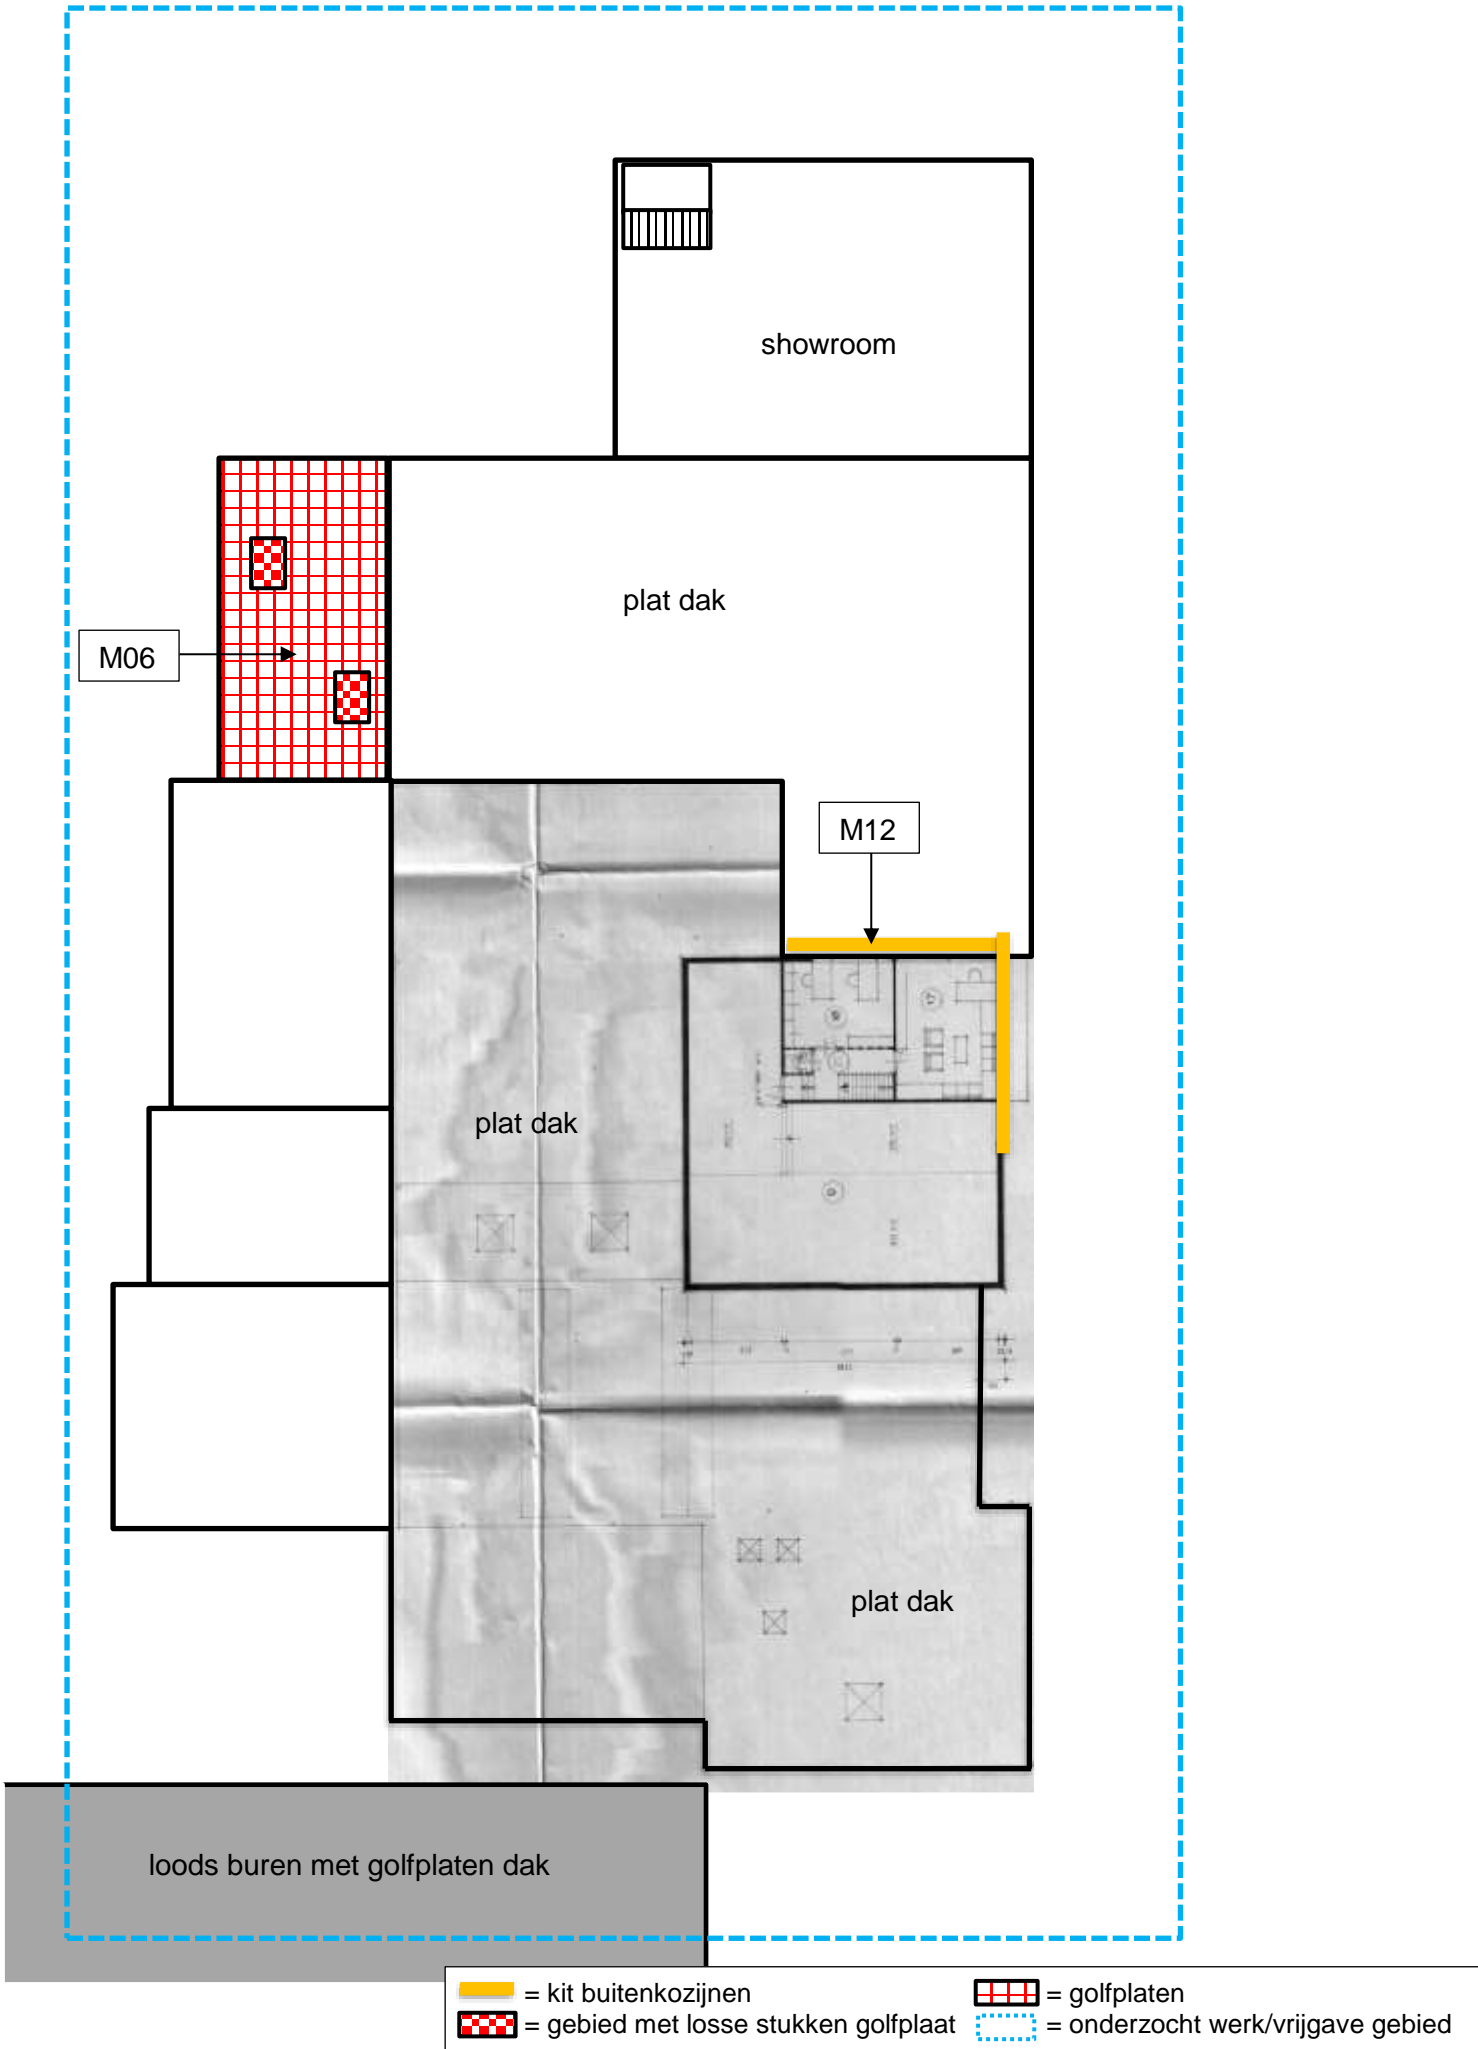 showroom
plat dak
M06
M12
plat dak
plat dak
loods buren met golfplaten dak
= kit buitenkozijnen
= golfplaten
= gebied met losse stukken golfplaat
= onderzocht werk/vrijgave gebied